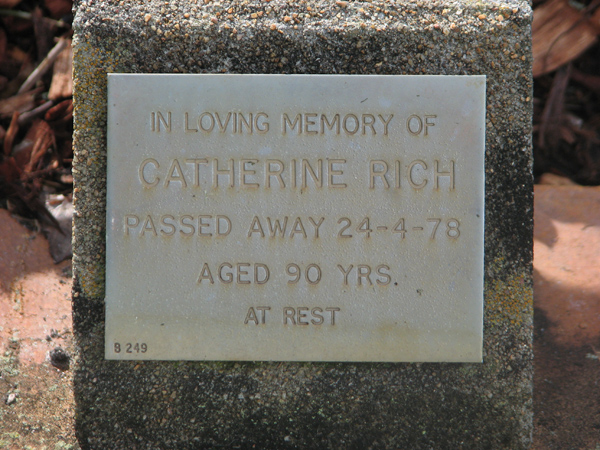 IN LOVING MEMORY OF
CATHERINE RICH
PASSED AWAY 24-4-78
AGED 90 YRS.
AT REST
B 249